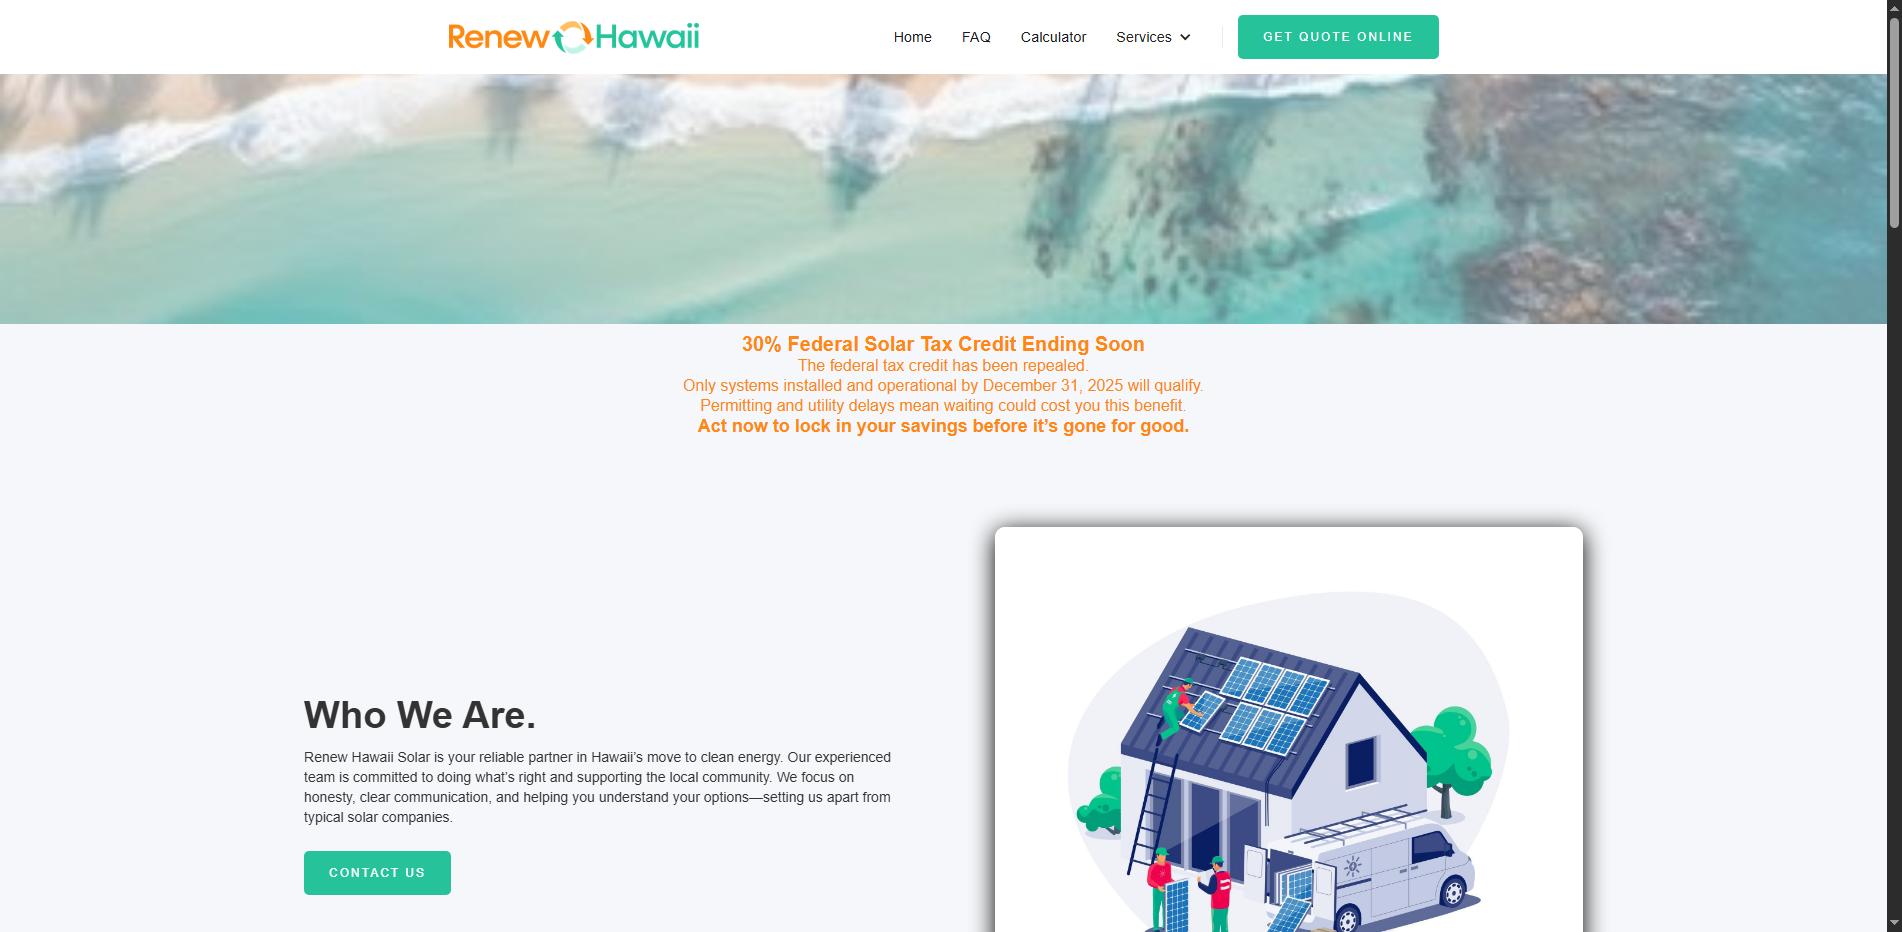 Renew Hawaii
Home
FAQ
Calculator
Services
GET QUOTE ONLINE
30% Federal Solar Tax Credit Ending Soon
The federal tax credit has been repealed.
Only systems installed and operational by December 31, 2025 will qualify.
Permitting and utility delays mean waiting could cost you this benefit.
Act now to lock in your savings before it’s gone for good.
Who We Are.
Renew Hawaii Solar is your reliable partner in Hawaii’s move to clean energy. Our experienced
team is committed to doing what’s right and supporting the local community. We focus on
honesty, clear communication, and helping you understand your options—setting us apart from
typical solar companies.
CONTACT US